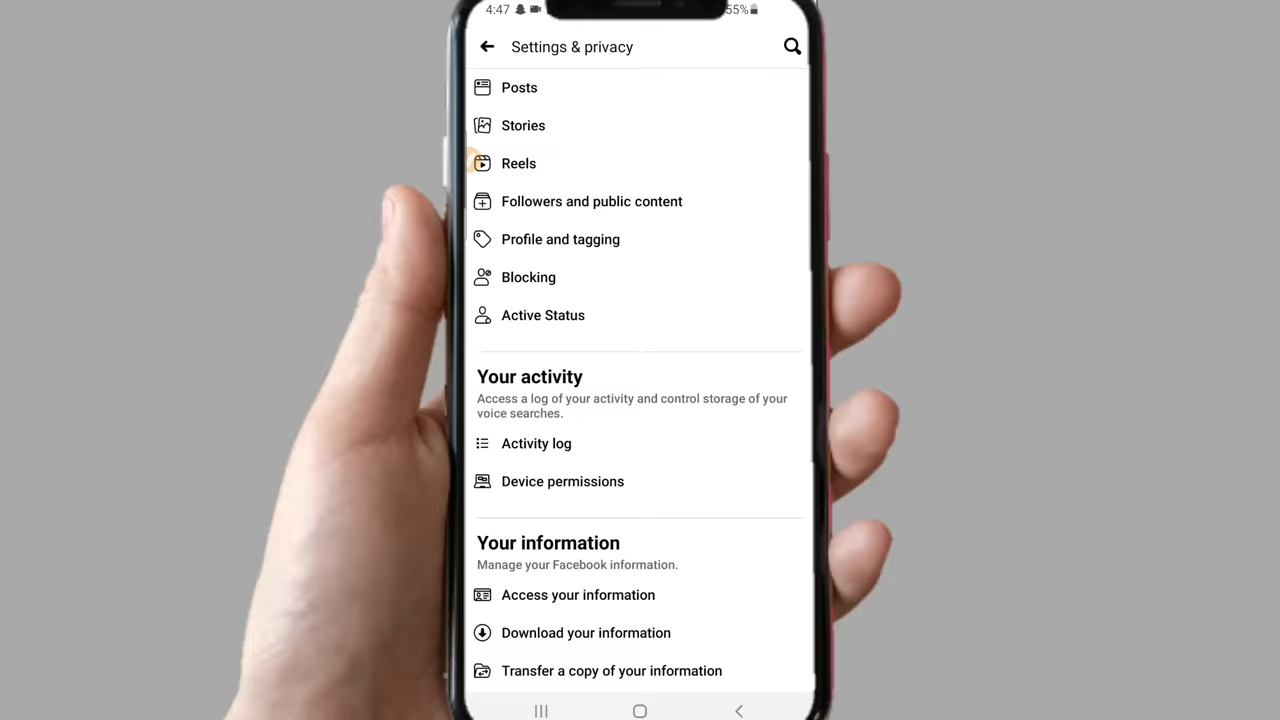 4:47
55%
Settings & privacy
Posts
Stories
Reels
Followers and public content
Profile and tagging
Blocking
Active Status
Your activity
Access a log of your activity and control storage of your
voice searches.
Activity log
Device permissions
Your information
Manage your Facebook information.
Access your information
Download your information
Transfer a copy of your information